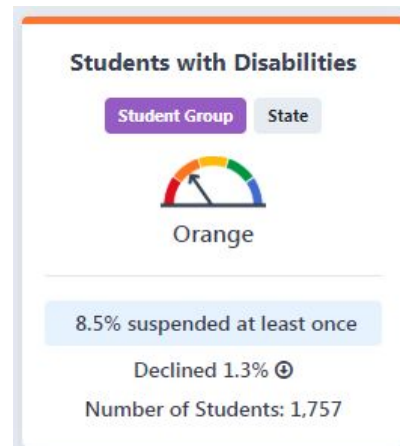 Students with Disabilities
Student Group State
Orange
8.5% suspended at least once
Declined 1.3%
Number of Students: 1,757